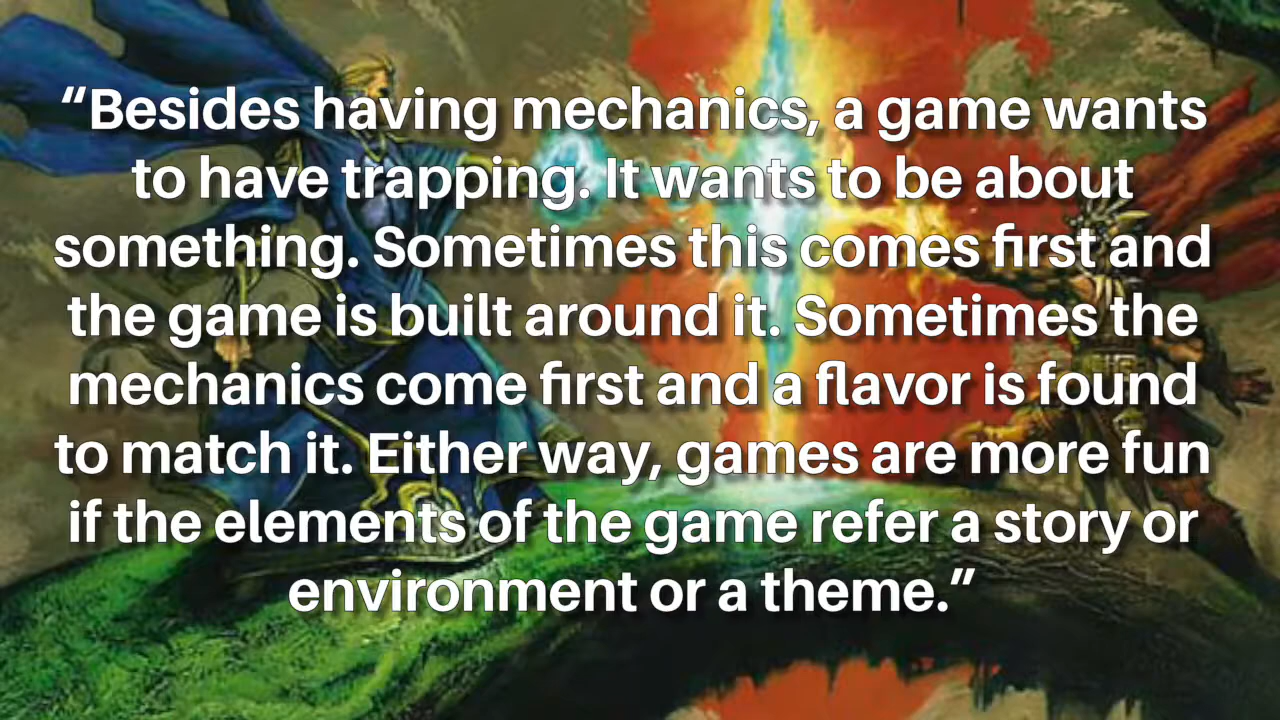 “Besides having mechanics, a game wants
to have trapping. It wants to be about
something. Sometimes this comes first and
the game is built around it. Sometimes the
mechanics come first and a flavor is found
to match it. Either way, games are more fun
if the elements of the game refer a story or
environment or a theme.”